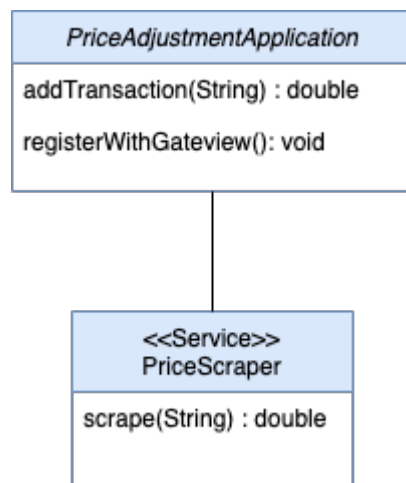 PriceAdjustmentApplication
addTransaction(String) : double
registerWithGateview(): void
<<Service>>
PriceScraper
scrape(String) : double